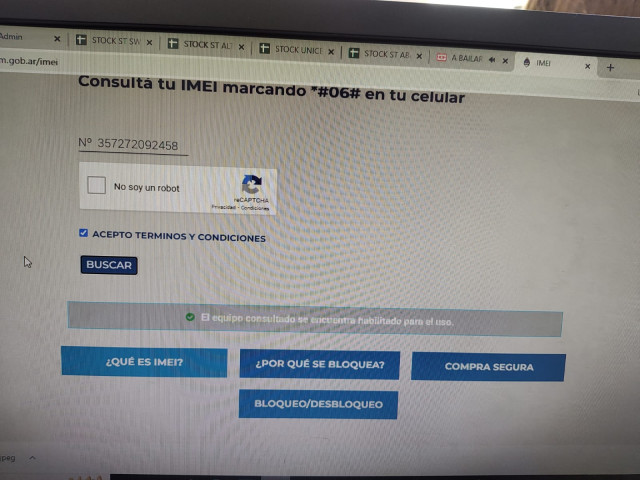 Admin
STOCK ST SW
STOCK ST AL
STOCK UNICI
STOCK ST AB
A BAILAF
IMEI
m.gob.ar/imei
Consultá tu IMEI marcando *#06# en tu celular
Nº 357272092458
No soy un robot
reCAPTCHA
Privacidad - Condiciones
ACEPTO TERMINOS Y CONDICIONES
BUSCAR
El equipo consultado se encuentra habilitado para el uso.
¿QUÉ ES IMEI?
¿POR QUÉ SE BLOQUEA?
COMPRA SEGURA
BLOQUEO/DESBLOQUEO
jpeg